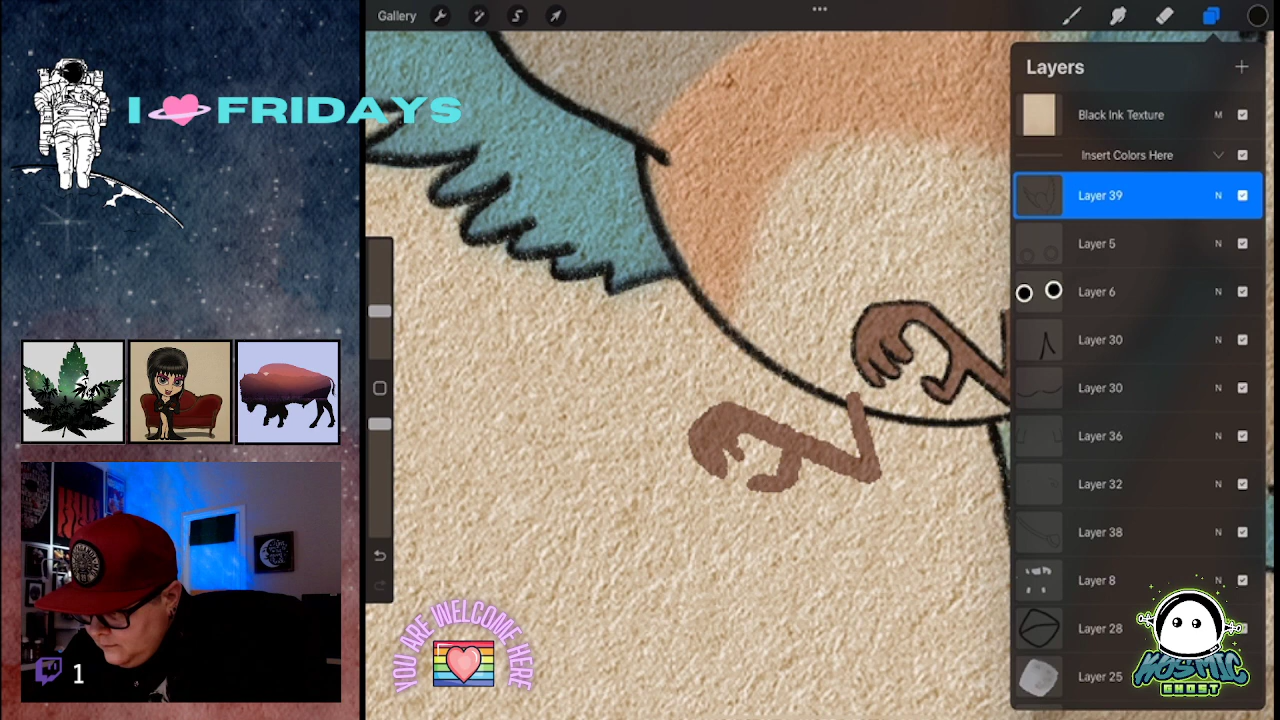 Gallery
Layers
I FRIDAYS
Black Ink Texture M
Insert Colors Here
Layer 39 N
Layer 5 N
Layer 6 N
Layer 30 N
Layer 30 N
Layer 36 N
Layer 32 N
Layer 38 N
Layer 8 N
Layer 28
Layer 25
YOU ARE WELCOME HERE
KOSMIC
GHOST
1